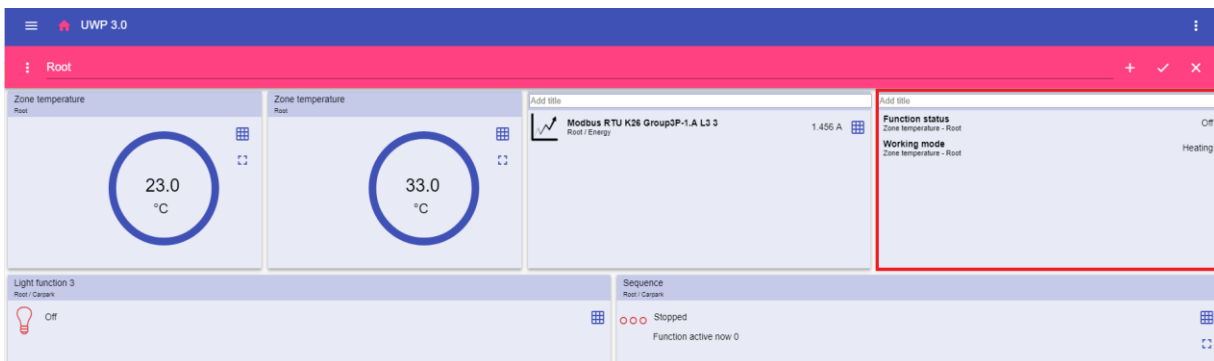 UWP 3.0
Root
Zone temperature
Root
23.0
°C
Zone temperature
Root
33.0
°C
Add title
Modbus RTU K26 Group3P-1.A L3 3
Root / Energy
1.456 A
Add title
Function status
Zone temperature - Root
Off
Working mode
Zone temperature - Root
Heating
Light function 3
Root / Carpark
Off
Sequence
Root / Carpark
Stopped
Function active now 0